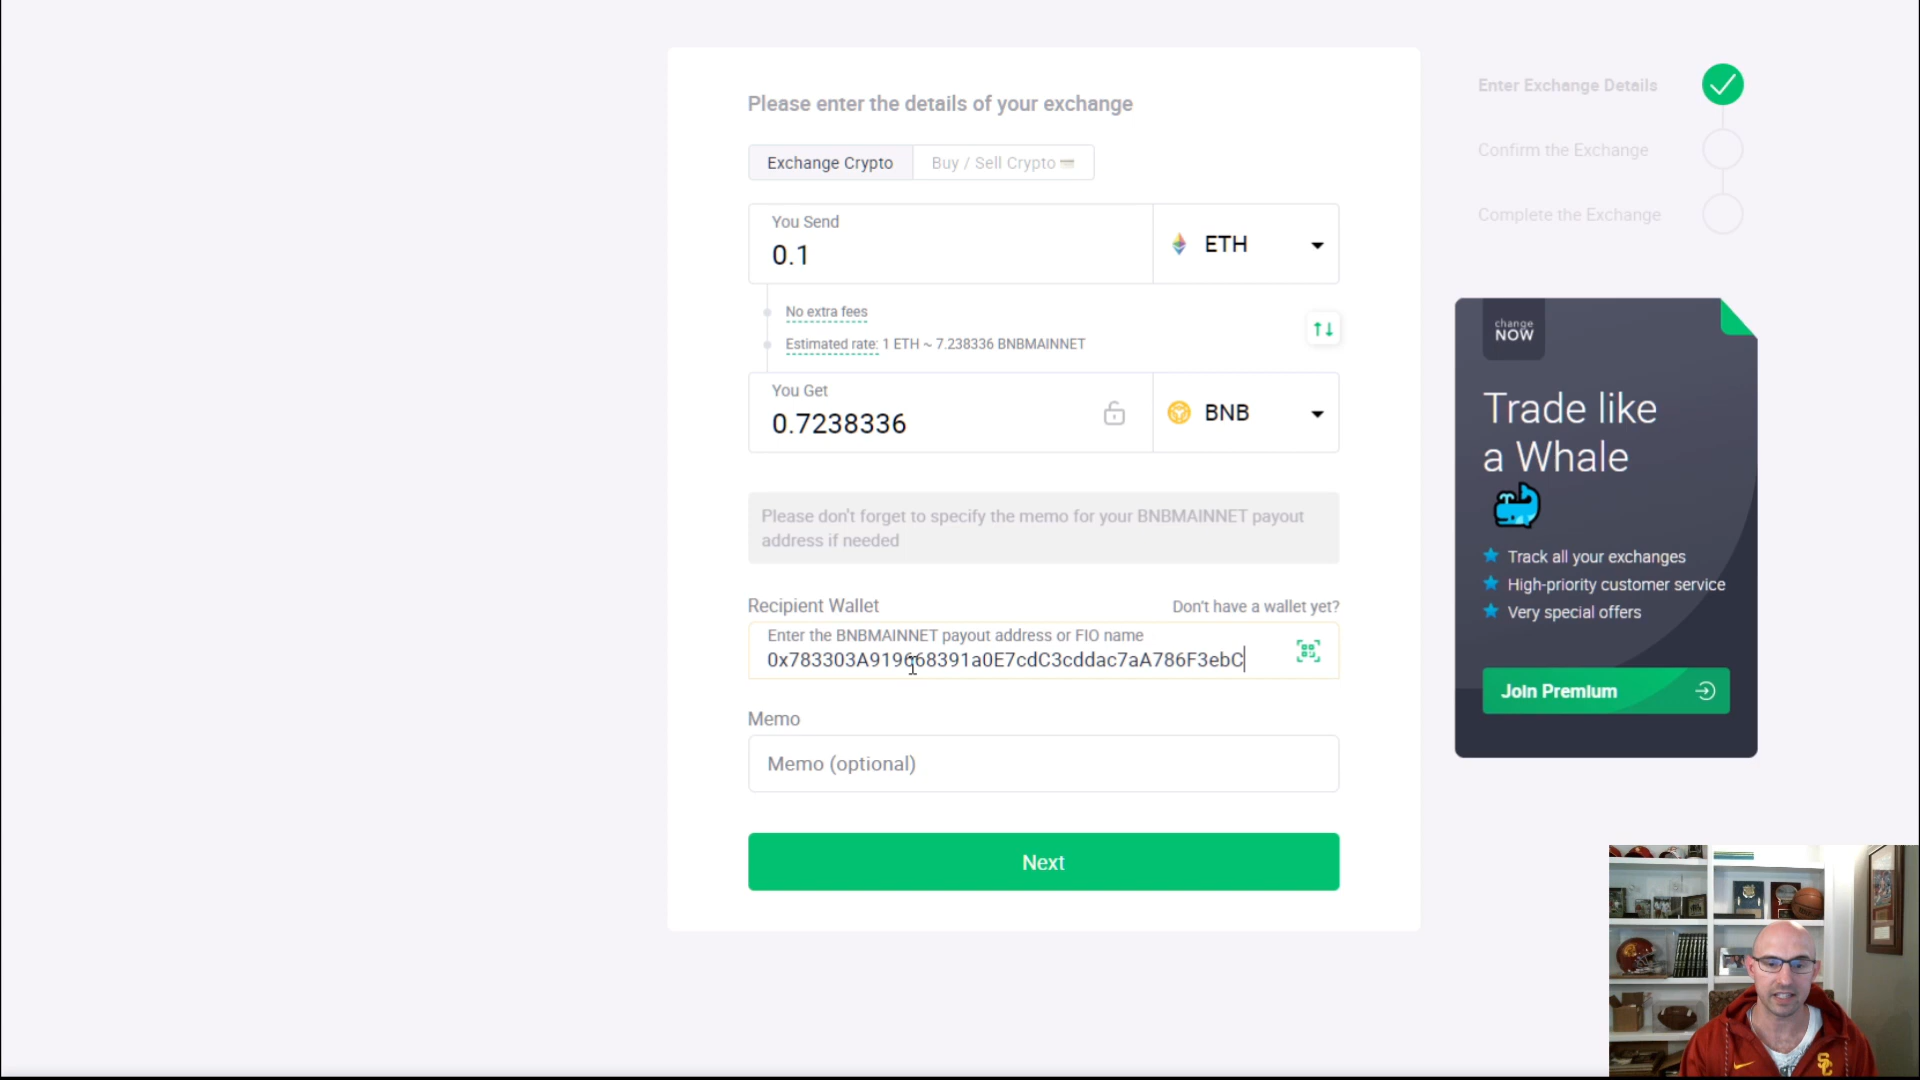 Please enter the details of your exchange
Exchange Crypto
Buy / Sell Crypto
You Send
0.1
ETH
No extra fees
Estimated rate: 1 ETH ~ 7.238336 BNBMAINNET
You Get
0.7238336
BNB
Please don't forget to specify the memo for your BNBMAINNET payout
address if needed
Recipient Wallet
Don't have a wallet yet?
Enter the BNBMAINNET payout address or FIO name
0x783303A919668391a0E7cdC3cddac7aA786F3ebC
Memo
Memo (optional)
Next
Enter Exchange Details
Confirm the Exchange
Complete the Exchange
change
NOW
Trade like
a Whale
Track all your exchanges
High-priority customer service
Very special offers
Join Premium
SC